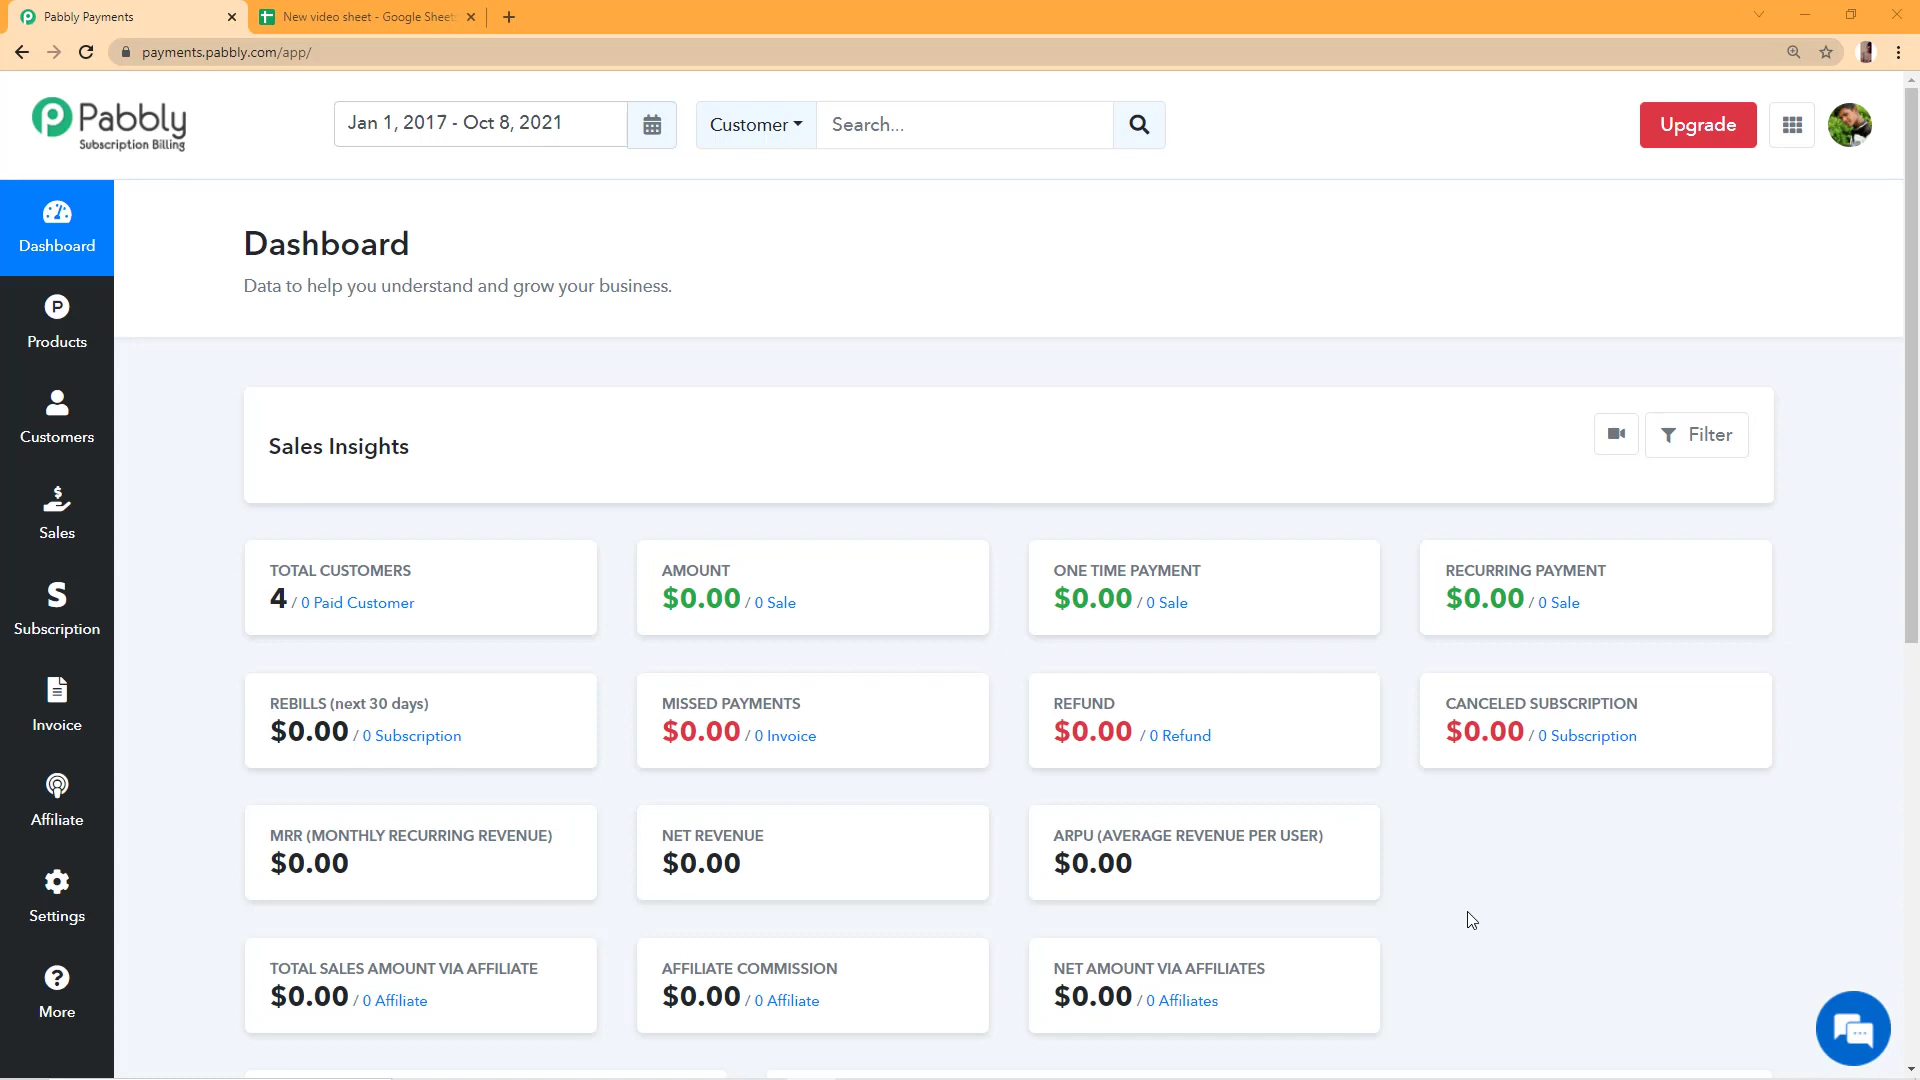 Pabbly Payments
New video sheet - Google Sheets
payments.pabbly.com/app/
Pabbly
Subscription Billing
Jan 1, 2017 - Oct 8, 2021
Customer
Search...
Upgrade
Dashboard
Products
Customers
Sales
Subscription
Invoice
Affiliate
Settings
More
Dashboard
Data to help you understand and grow your business.
Sales Insights
Filter
TOTAL CUSTOMERS
4 / 0 Paid Customer
AMOUNT
$0.00 / 0 Sale
ONE TIME PAYMENT
$0.00 / 0 Sale
RECURRING PAYMENT
$0.00 / 0 Sale
REBILLS (next 30 days)
$0.00 / 0 Subscription
MISSED PAYMENTS
$0.00 / 0 Invoice
REFUND
$0.00 / 0 Refund
CANCELED SUBSCRIPTION
$0.00 / 0 Subscription
MRR (MONTHLY RECURRING REVENUE)
$0.00
NET REVENUE
$0.00
ARPU (AVERAGE REVENUE PER USER)
$0.00
TOTAL SALES AMOUNT VIA AFFILIATE
$0.00 / 0 Affiliate
AFFILIATE COMMISSION
$0.00 / 0 Affiliate
NET AMOUNT VIA AFFILIATES
$0.00 / 0 Affiliates